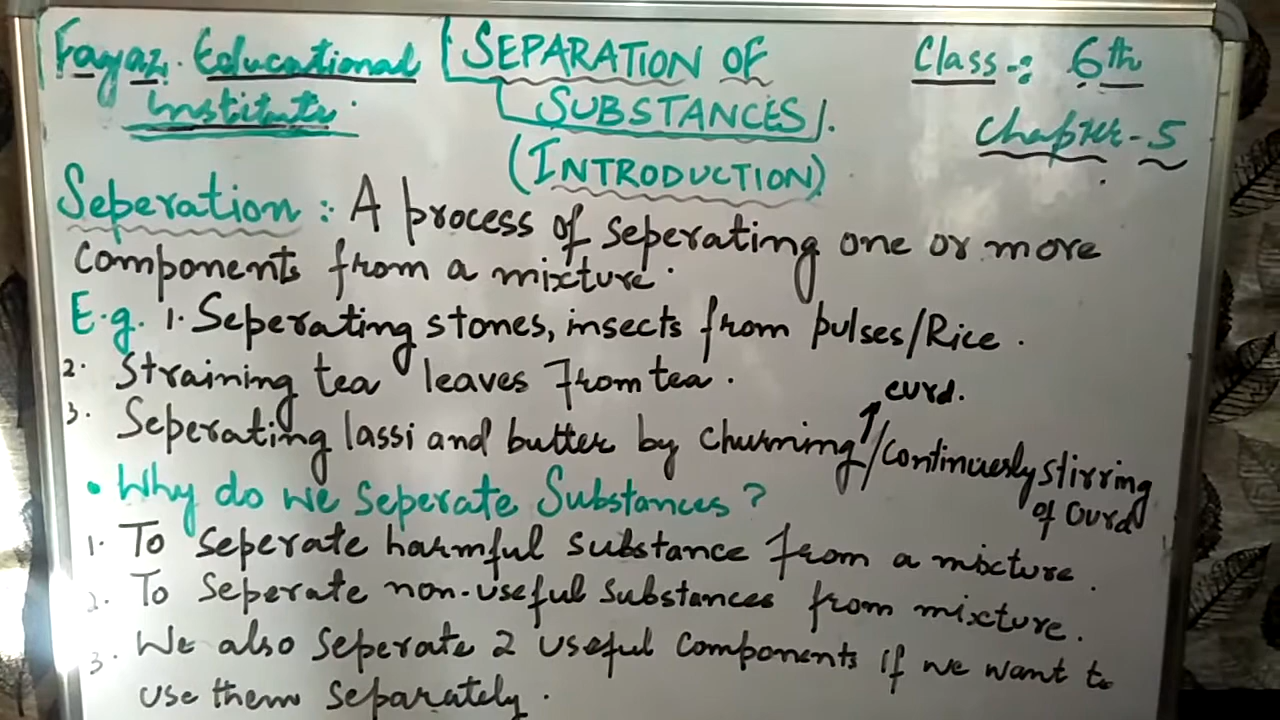 Fayaz Educational institute.
SEPARATION OF
SUBSTANCES.
(INTRODUCTION)
Class-: 6th
Chapter-5
Seperation:- A process of seperating one or more
components from a mixture.
E.g. 1. Seperating stones, insects from pulses/Rice.
2. Straining tea leaves from tea.
3. Seperating lassi and butter by churning curd. / continuesly stirring of curd
• Why do we seperate Substances?
1. To seperate harmful substance from a mixture.
2. To seperate non-useful substances from mixture.
3. We also seperate 2 useful components if we want to
use them separately.